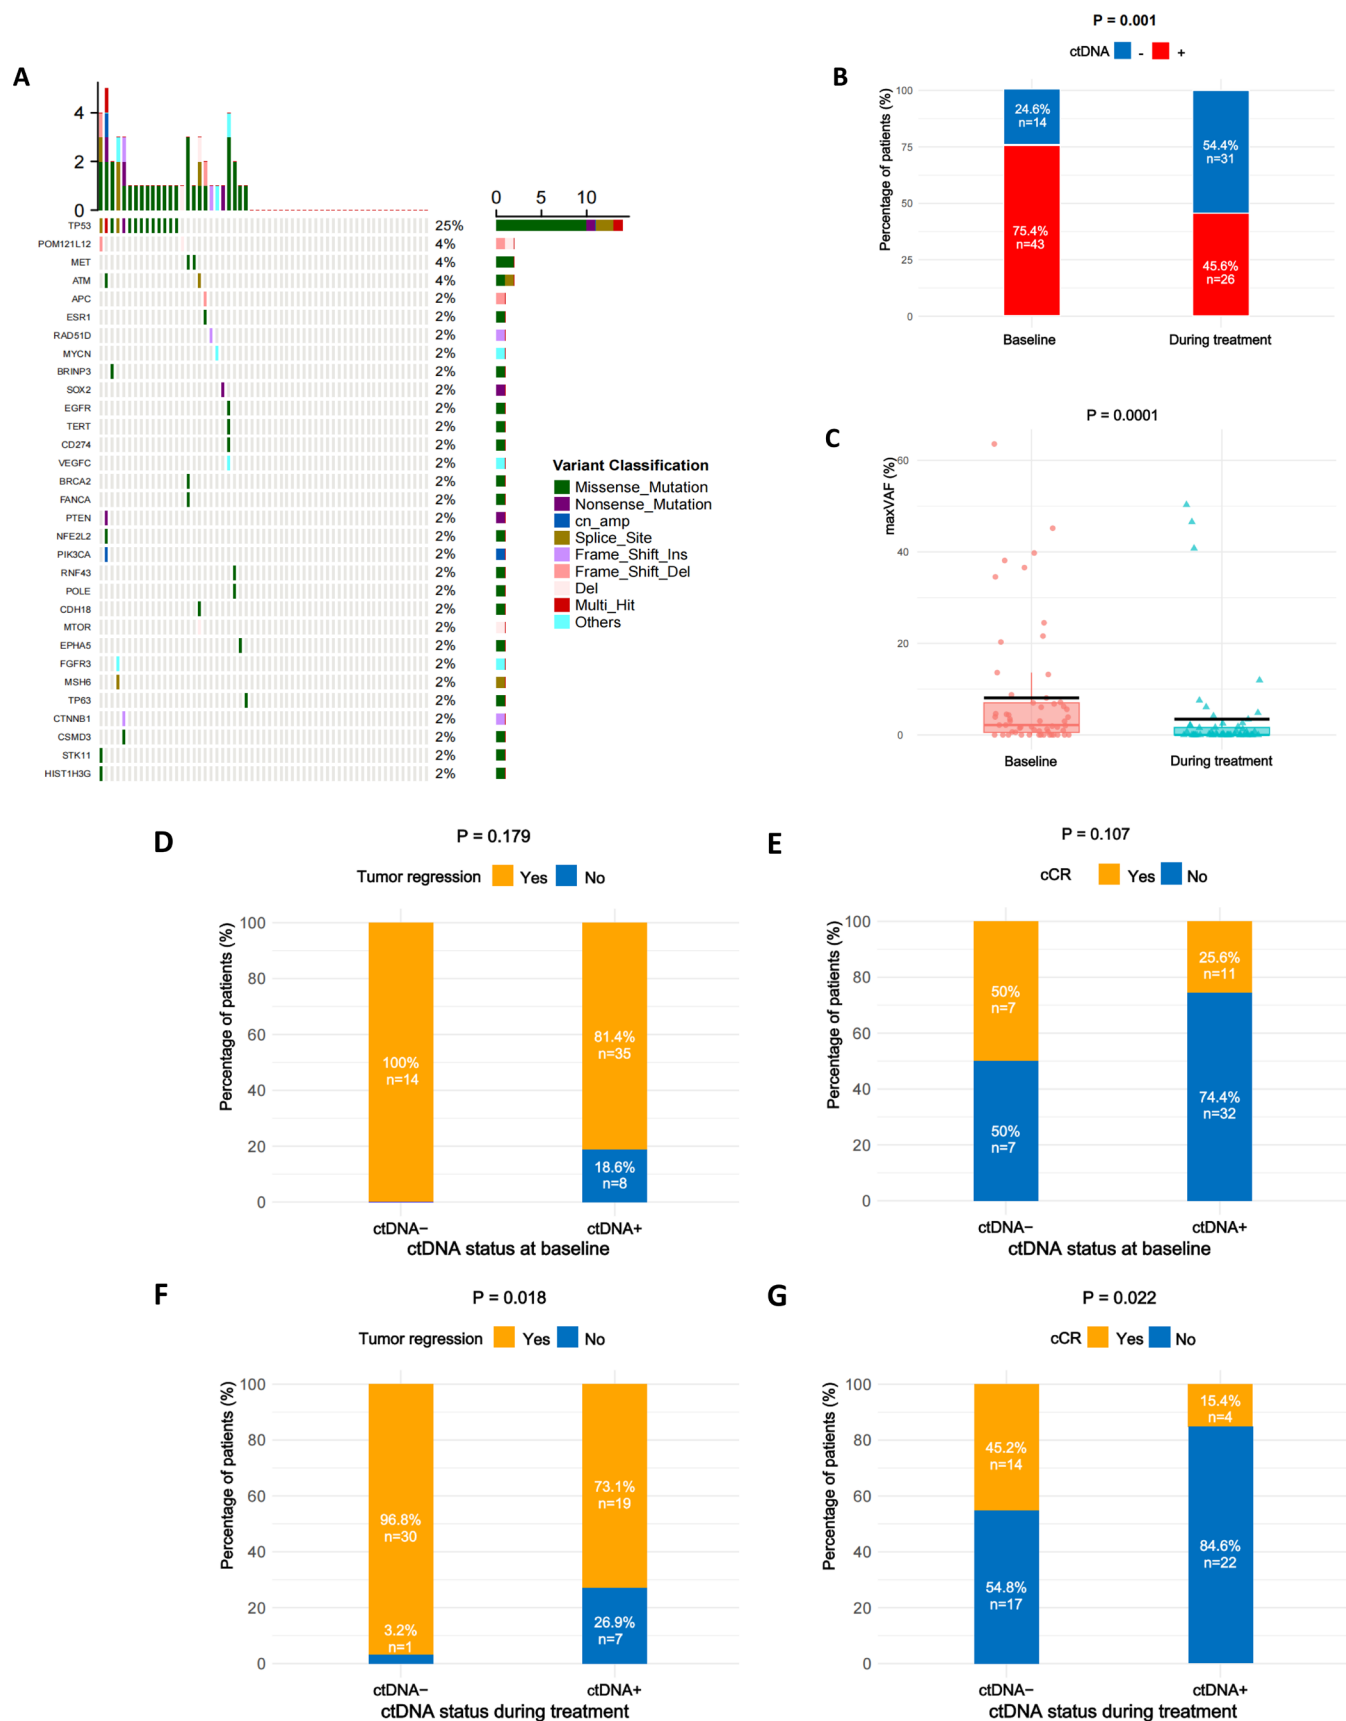 A
4
2
0
0 5 10
TP53 25%
POM121L12 4%
MET 4%
ATM 4%
APC 2%
ESR1 2%
RAD51D 2%
MYCN 2%
BRINP3 2%
SOX2 2%
EGFR 2%
TERT 2%
CD274 2%
VEGFC 2%
BRCA2 2%
FANCA 2%
PTEN 2%
NFE2L2 2%
PIK3CA 2%
RNF43 2%
POLE 2%
CDH18 2%
MTOR 2%
EPHA5 2%
FGFR3 2%
MSH6 2%
TP63 2%
CTNNB1 2%
CSMD3 2%
STK11 2%
HIST1H3G 2%
Variant Classification
Missense_Mutation
Nonsense_Mutation
cn_amp
Splice_Site
Frame_Shift_Ins
Frame_Shift_Del
Del
Multi_Hit
Others
B
P = 0.001
ctDNA - +
Percentage of patients (%)
100
75
50
25
0
24.6%
n=14
75.4%
n=43
54.4%
n=31
45.6%
n=26
Baseline During treatment
C
P = 0.0001
maxVAF (%)
60
40
20
0
Baseline During treatment
D
P = 0.179
Tumor regression Yes No
Percentage of patients (%)
100
80
60
40
20
0
100%
n=14
81.4%
n=35
18.6%
n=8
ctDNA− ctDNA+
ctDNA status at baseline
E
P = 0.107
cCR Yes No
Percentage of patients (%)
100
80
60
40
20
0
50%
n=7
50%
n=7
25.6%
n=11
74.4%
n=32
ctDNA− ctDNA+
ctDNA status at baseline
F
P = 0.018
Tumor regression Yes No
Percentage of patients (%)
100
80
60
40
20
0
96.8%
n=30
3.2%
n=1
73.1%
n=19
26.9%
n=7
ctDNA− ctDNA+
ctDNA status during treatment
G
P = 0.022
cCR Yes No
Percentage of patients (%)
100
80
60
40
20
0
45.2%
n=14
54.8%
n=17
15.4%
n=4
84.6%
n=22
ctDNA− ctDNA+
ctDNA status during treatment